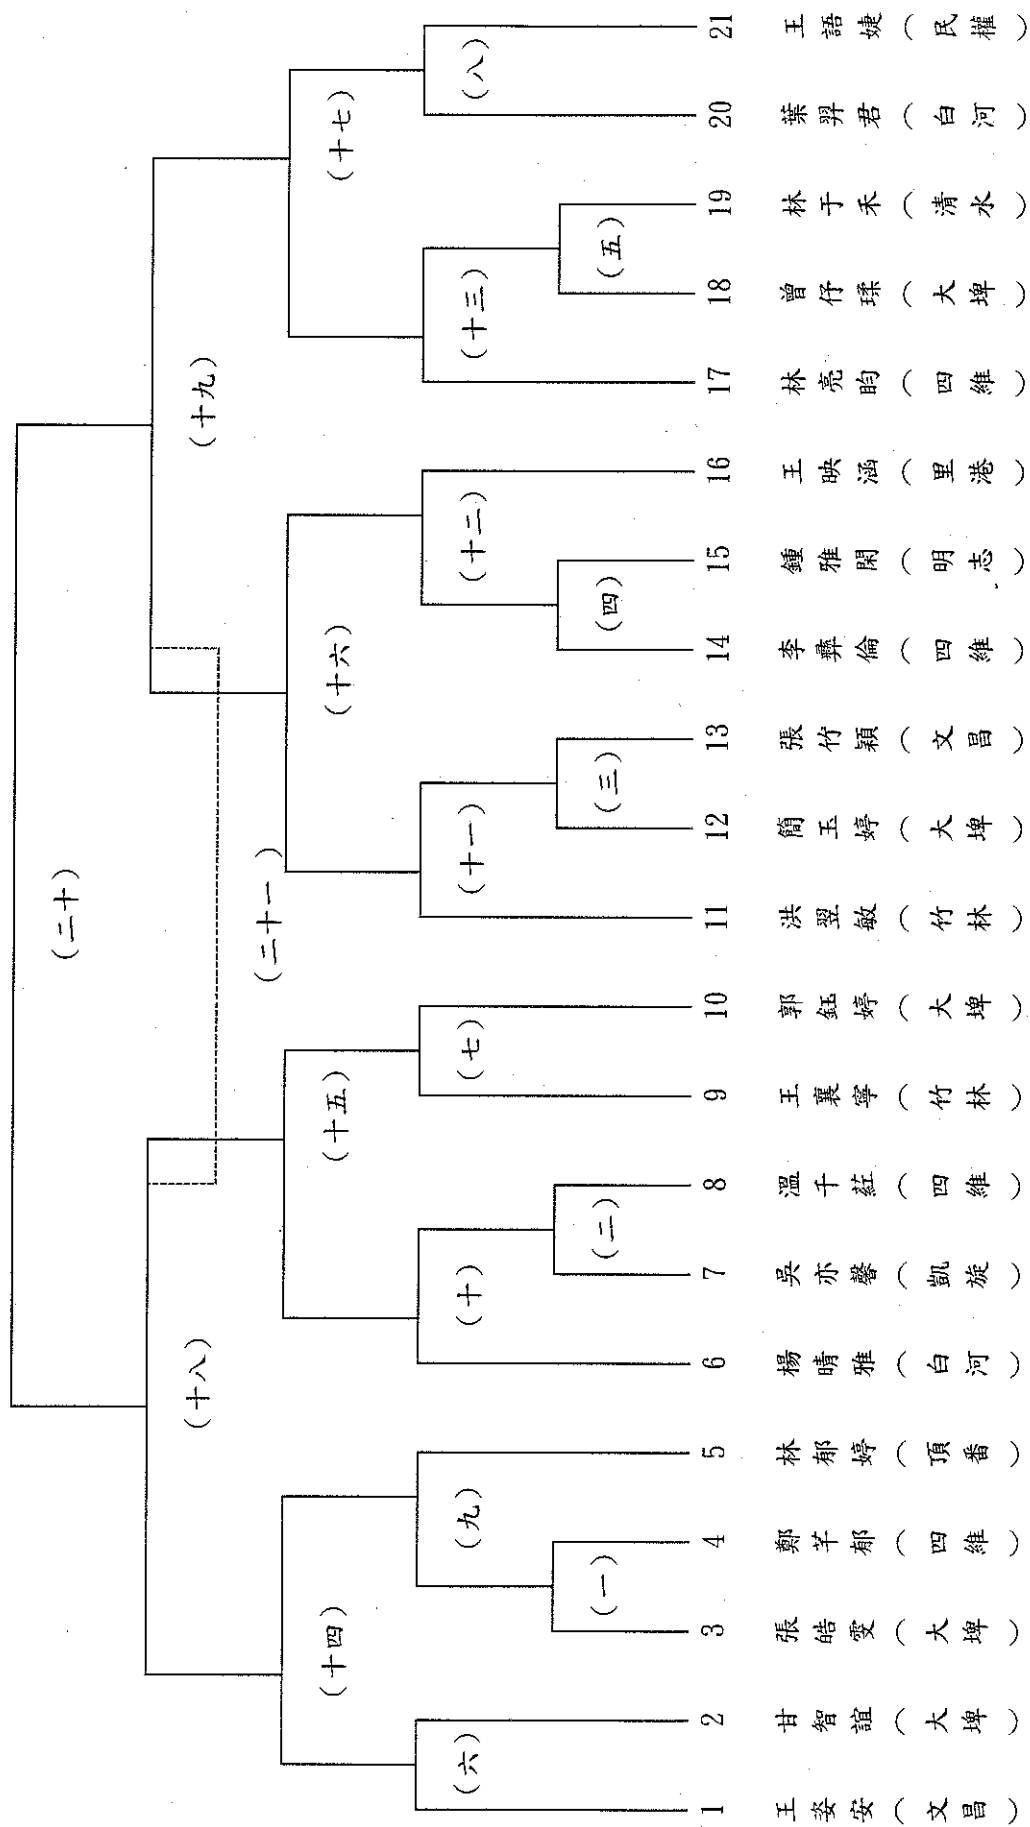 (二十)
(二十一)
(十八)
(十九)
(十四)
(十五)
(十六)
(十七)
(六)
(九)
(十)
(七)
(十一)
(十二)
(十三)
(八)
(一)
(二)
(三)
(四)
(五)
1 王姿安(文昌)
2 甘智誼(大埤)
3 張皓雯(大埤)
4 鄭芊郁(四維)
5 林郁婷(頂番)
6 楊晴雅(白河)
7 吳亦馨(凱旋)
8 溫千莊(四維)
9 王襄寧(竹林)
10 郭鈺婷(大埤)
11 洪翌敏(竹林)
12 簡玉婷(大埤)
13 張竹穎(文昌)
14 李彝倫(四維)
15 鍾雅閑(明志)
16 王映涵(里港)
17 林亮昀(四維)
18 曾伃瑈(大埤)
19 林于禾(清水)
20 葉羿君(白河)
21 王語婕(民權)